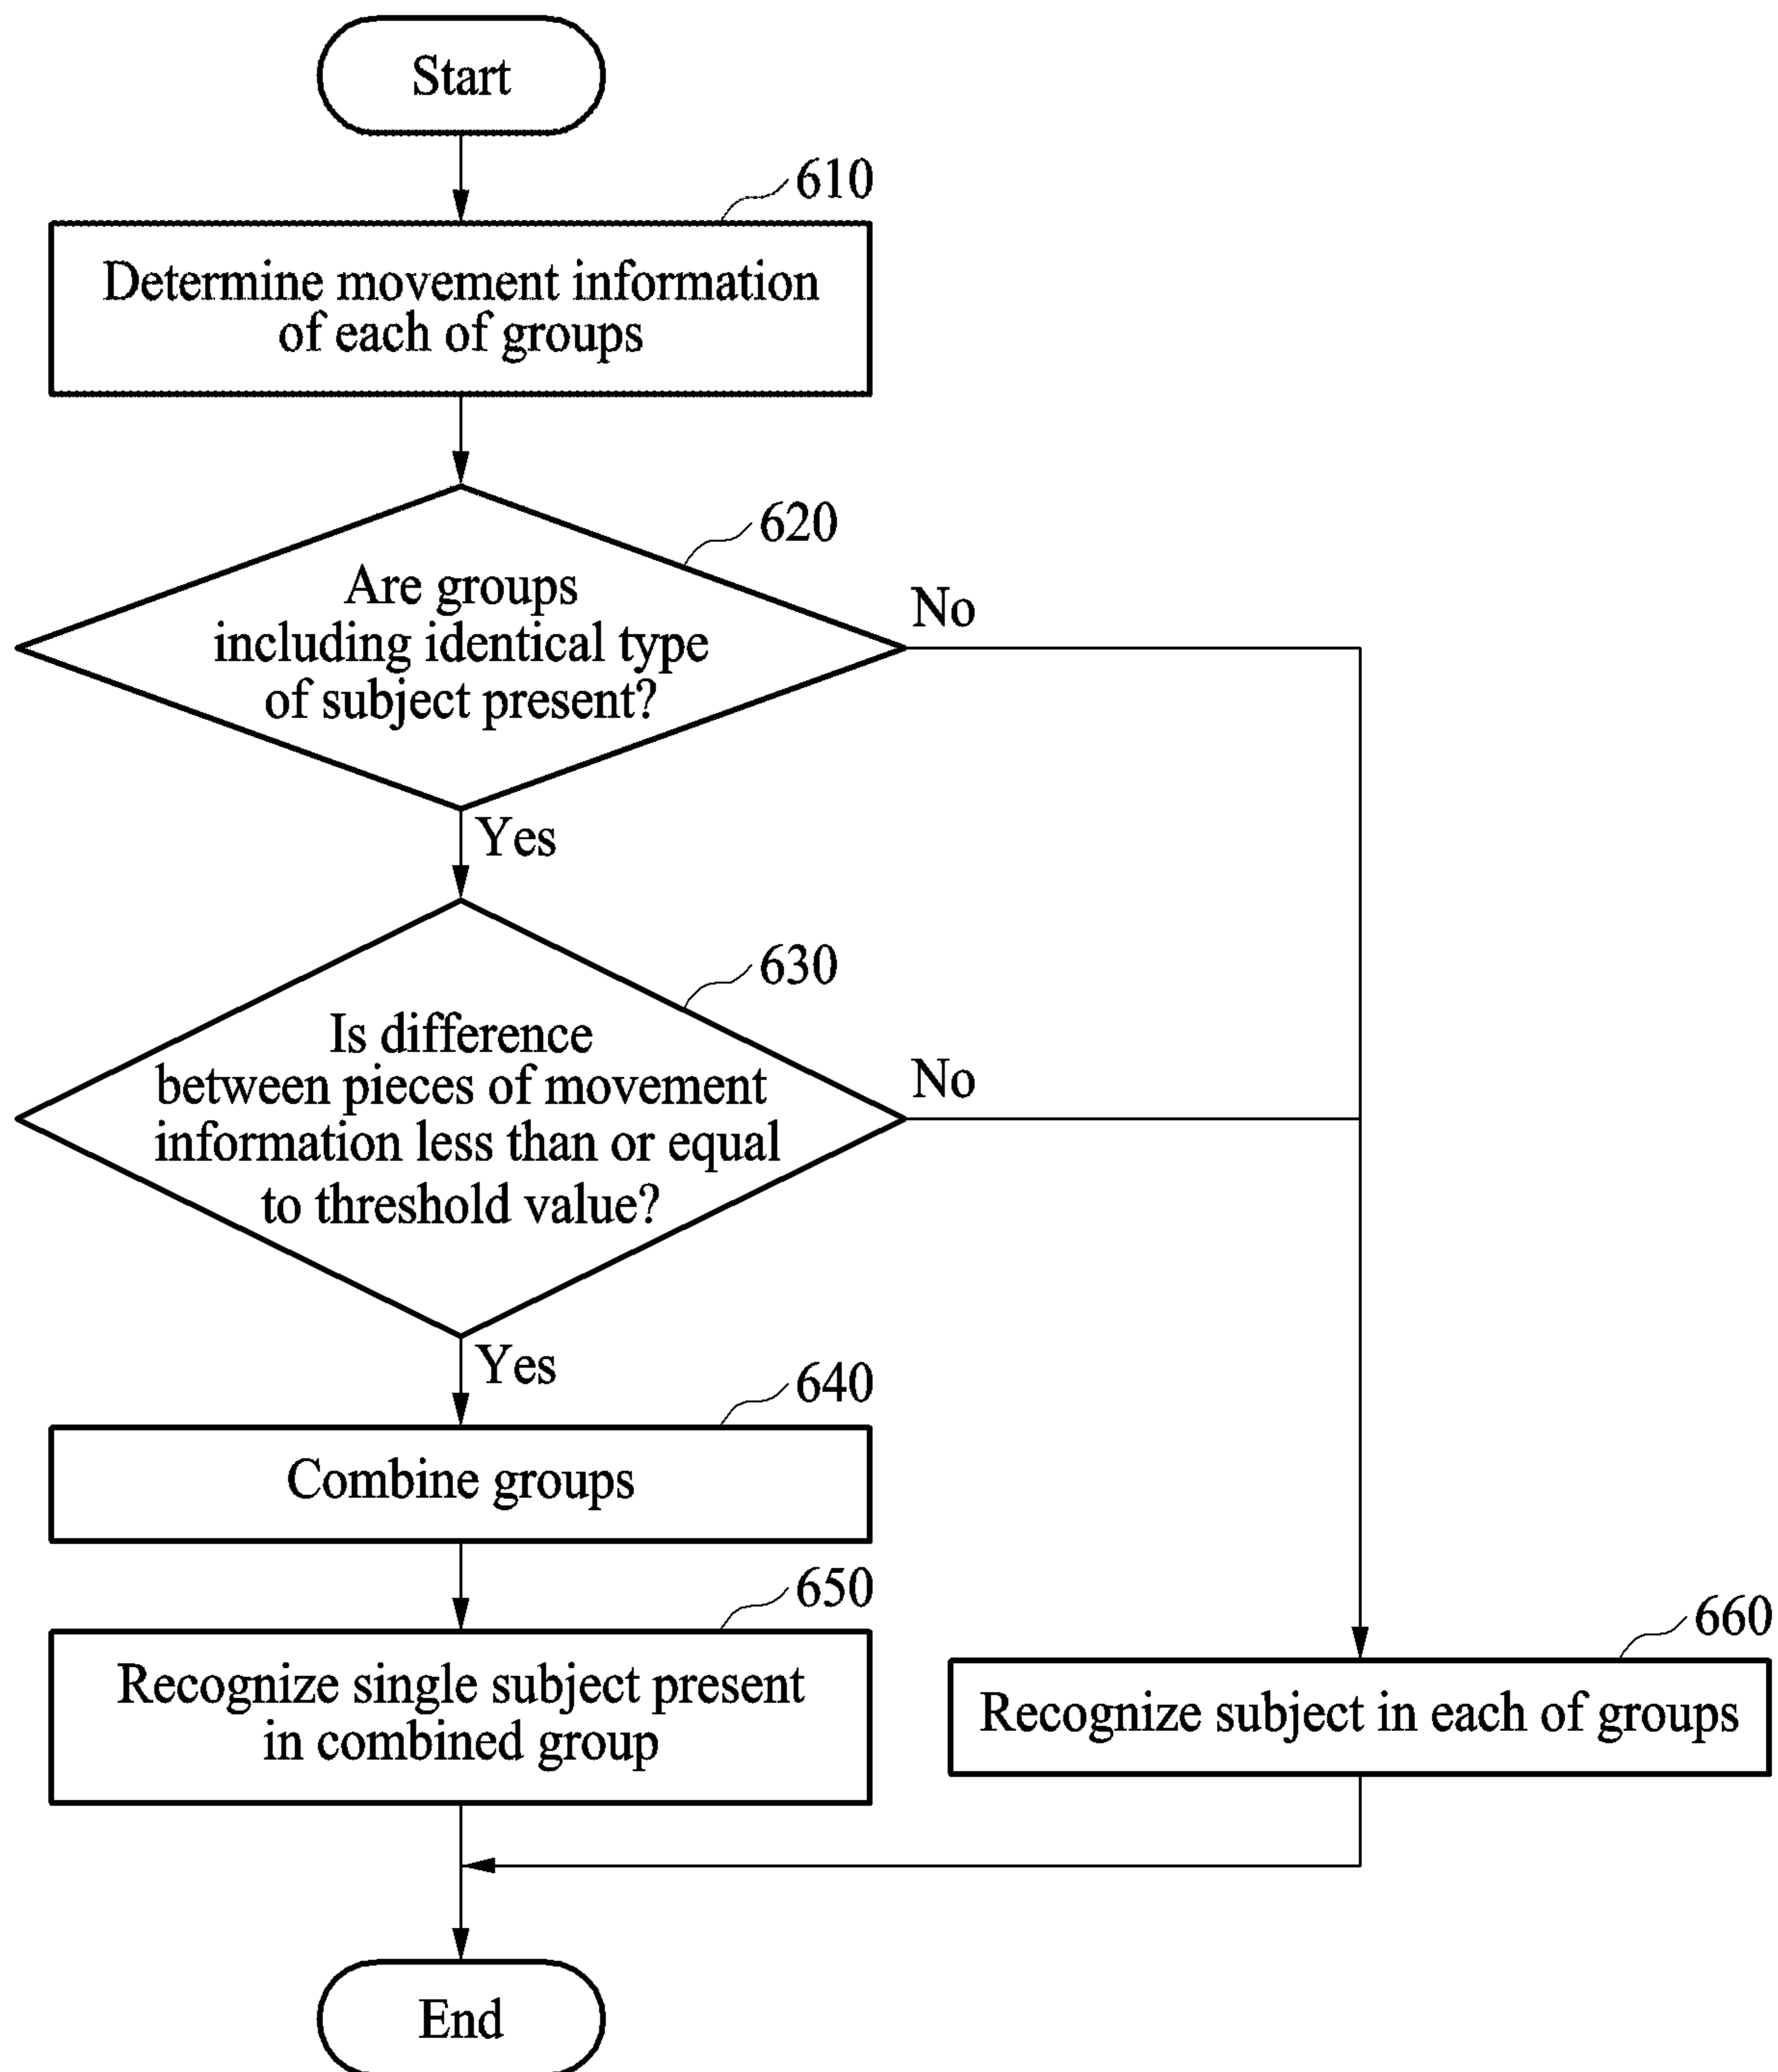 Start
610
Determine movement information
of each of groups
620
Are groups
including identical type
of subject present?
No
Yes
630
Is difference
between pieces of movement
information less than or equal
to threshold value?
No
Yes
640
Combine groups
650
Recognize single subject present
in combined group
660
Recognize subject in each of groups
End